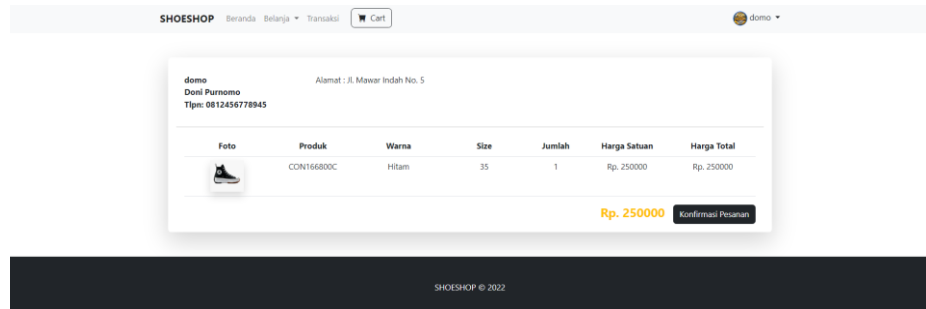 SHOESHOP Beranda Belanja Transaksi Cart domo
domo Alamat : Jl. Mawar Indah No. 5
Doni Purnomo
Tlpn: 0812456778945
Foto Produk Warna Size Jumlah Harga Satuan Harga Total
CON166800C Hitam 35 1 Rp. 250000 Rp. 250000
Rp. 250000 Konfirmasi Pesanan
SHOESHOP © 2022